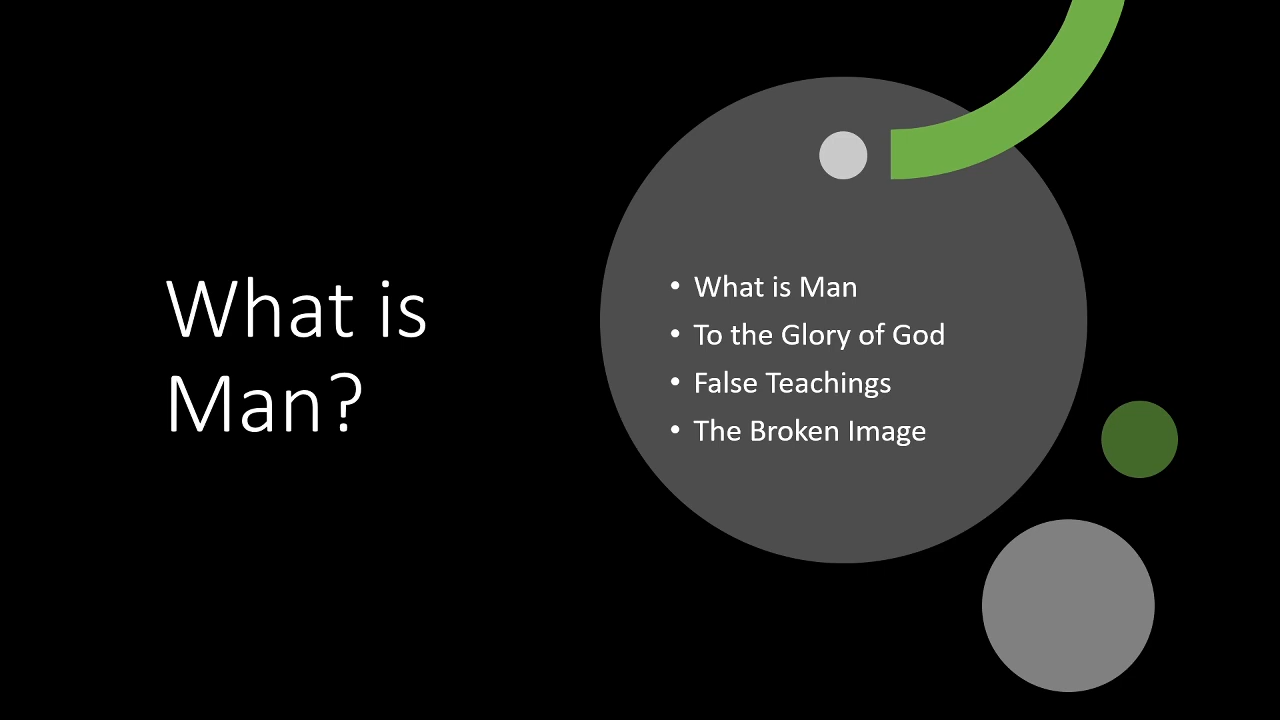 What is
Man?
• What is Man
• To the Glory of God
• False Teachings
• The Broken Image